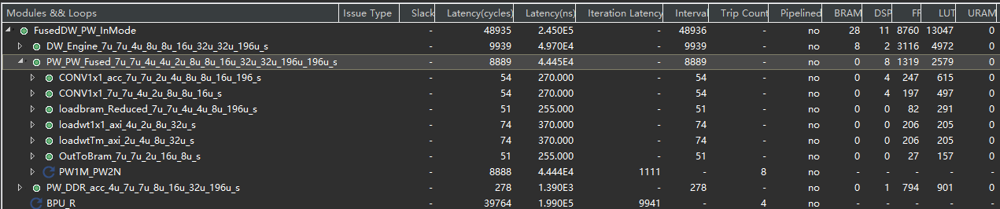 Modules && Loops Issue Type Slack Latency(cycles) Latency(ns) Iteration Latency Interval Trip Count Pipelined BRAM DSP FF LUT URAM
FusedDW_PW_InMode - 48935 2.450E5 - 48936 - no 28 11 8760 13047 0
DW_Engine_7u_7u_4u_8u_8u_16u_32u_32u_196u_s - 9939 4.970E4 - 9939 - no 8 2 3116 4972 0
PW_PW_Fused_7u_7u_4u_4u_2u_8u_8u_16u_32u_32u_196u_196u_s - 8889 4.445E4 - 8889 - no 0 8 1319 2579 0
CONV1x1_acc_7u_7u_2u_4u_8u_8u_16u_196_s - 54 270.000 - 54 - no 0 4 247 615 0
CONV1x1_7u_7u_4u_2u_8u_8u_16u_s - 54 270.000 - 54 - no 0 4 197 497 0
loadbram_Reduced_7u_7u_4u_4u_8u_196u_s - 51 255.000 - 51 - no 0 0 82 291 0
loadwt1x1_axi_4u_2u_8u_32u_s - 74 370.000 - 74 - no 0 0 206 205 0
loadwtTm_axi_2u_4u_8u_32u_s - 74 370.000 - 74 - no 0 0 206 205 0
OutToBram_7u_7u_2u_16u_8u_s - 51 255.000 - 51 - no 0 0 27 157 0
PW1M_PW2N - 8888 4.444E4 1111 - 8 no - - - - -
PW_DDR_acc_4u_7u_7u_8u_16u_32u_196u_s - 278 1.390E3 - 278 - no 0 1 794 901 0
BPU_R - 39764 1.990E5 9941 - 4 no - - - - -